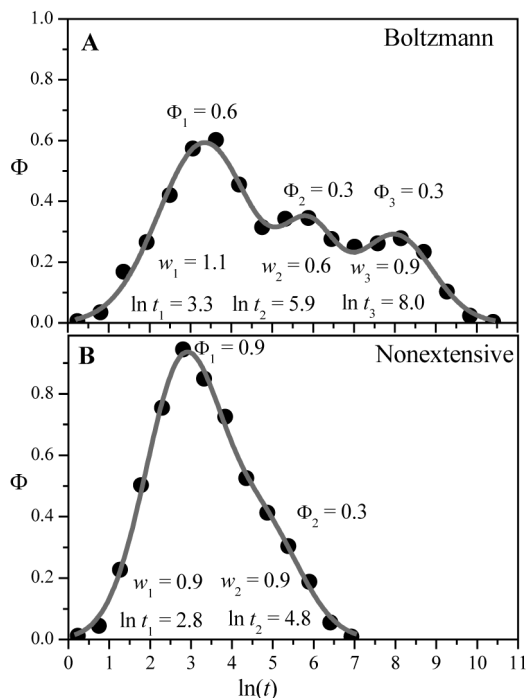 A
Boltzmann
1.0
0.8
0.6
0.4
0.2
0.0
Φ
Φ₁ = 0.6
Φ₂ = 0.3
Φ₃ = 0.3
w₁ = 1.1
w₂ = 0.6
w₃ = 0.9
ln t₁ = 3.3
ln t₂ = 5.9
ln t₃ = 8.0
B
Nonextensive
0.8
0.6
0.4
0.2
0.0
Φ
Φ₁ = 0.9
Φ₂ = 0.3
w₁ = 0.9
w₂ = 0.9
ln t₁ = 2.8
ln t₂ = 4.8
0 1 2 3 4 5 6 7 8 9 10 11
ln(t)